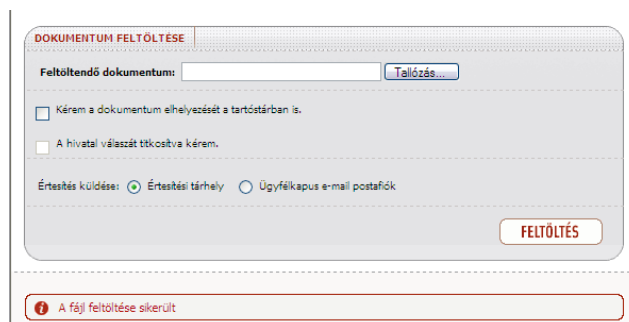 DOKUMENTUM FELTÖLTÉSE
Feltöltendő dokumentum: Tallózás...
Kérem a dokumentum elhelyezését a tartóstárban is.
A hivatal válaszát titkosítva kérem.
Értesítés küldése: Értesítési tárhely Ügyfélkapus e-mail postafiók
FELTÖLTÉS
A fájl feltöltése sikerült